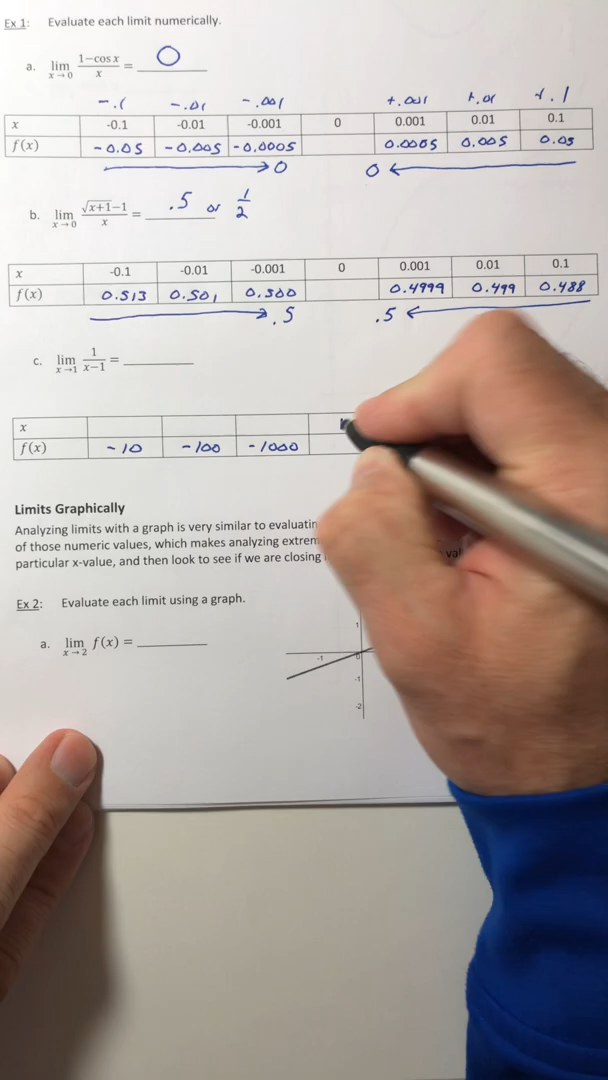 Ex 1: Evaluate each limit numerically.
a. lim x→0 (1−cos x)/x = 0
-.1 -.01 -.001 +.001 +.01 +.1
x -0.1 -0.01 -0.001 0 0.001 0.01 0.1
f(x) -0.05 -0.005 -0.0005 0.0005 0.005 0.05
→0 0←
b. lim x→0 (√(x+1)−1)/x = .5 or 1/2
x -0.1 -0.01 -0.001 0 0.001 0.01 0.1
f(x) 0.513 0.501 0.500 0.4999 0.499 0.488
→.5 .5←
c. lim x→1 1/(x−1) = ________
x
f(x) -10 -100 -1000
Limits Graphically
Analyzing limits with a graph is very similar to
of those numeric values, which makes analyzing
particular x-value, and then look to see if we are closing
Ex 2: Evaluate each limit using a graph.
a. lim x→2 f(x) = ________
1
-1 0
-1
-2